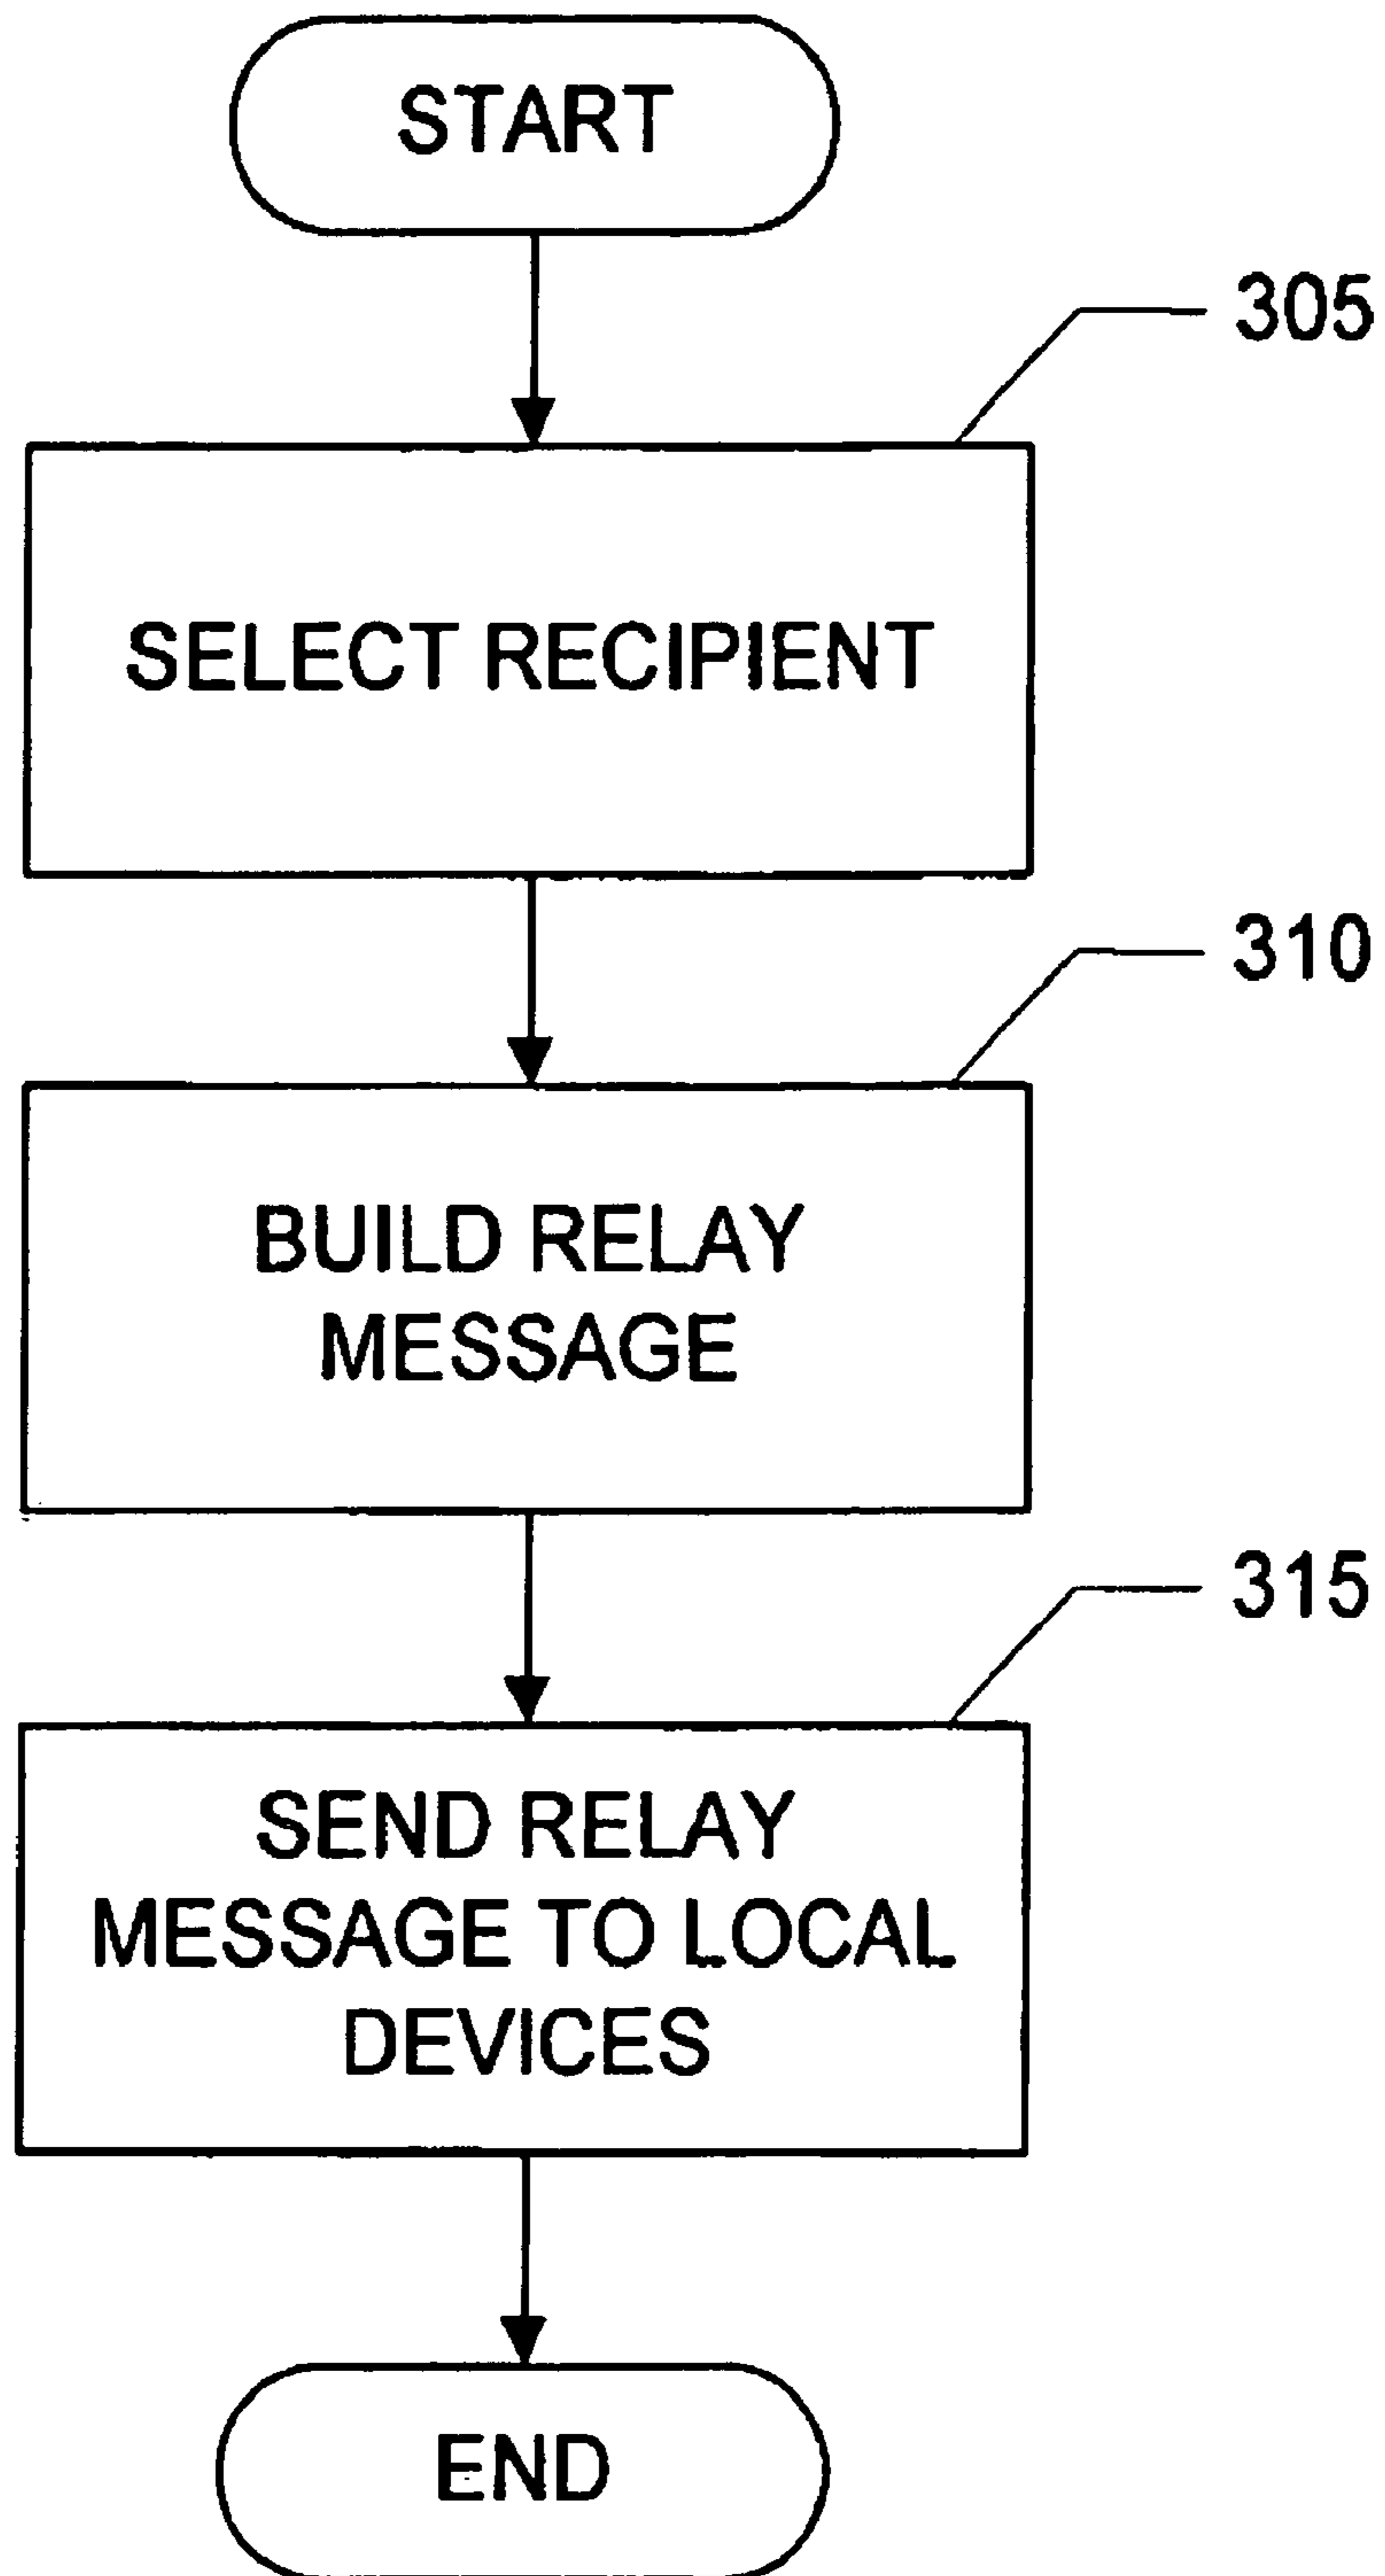 START
305
SELECT RECIPIENT
310
BUILD RELAY
MESSAGE
315
SEND RELAY
MESSAGE TO LOCAL
DEVICES
END